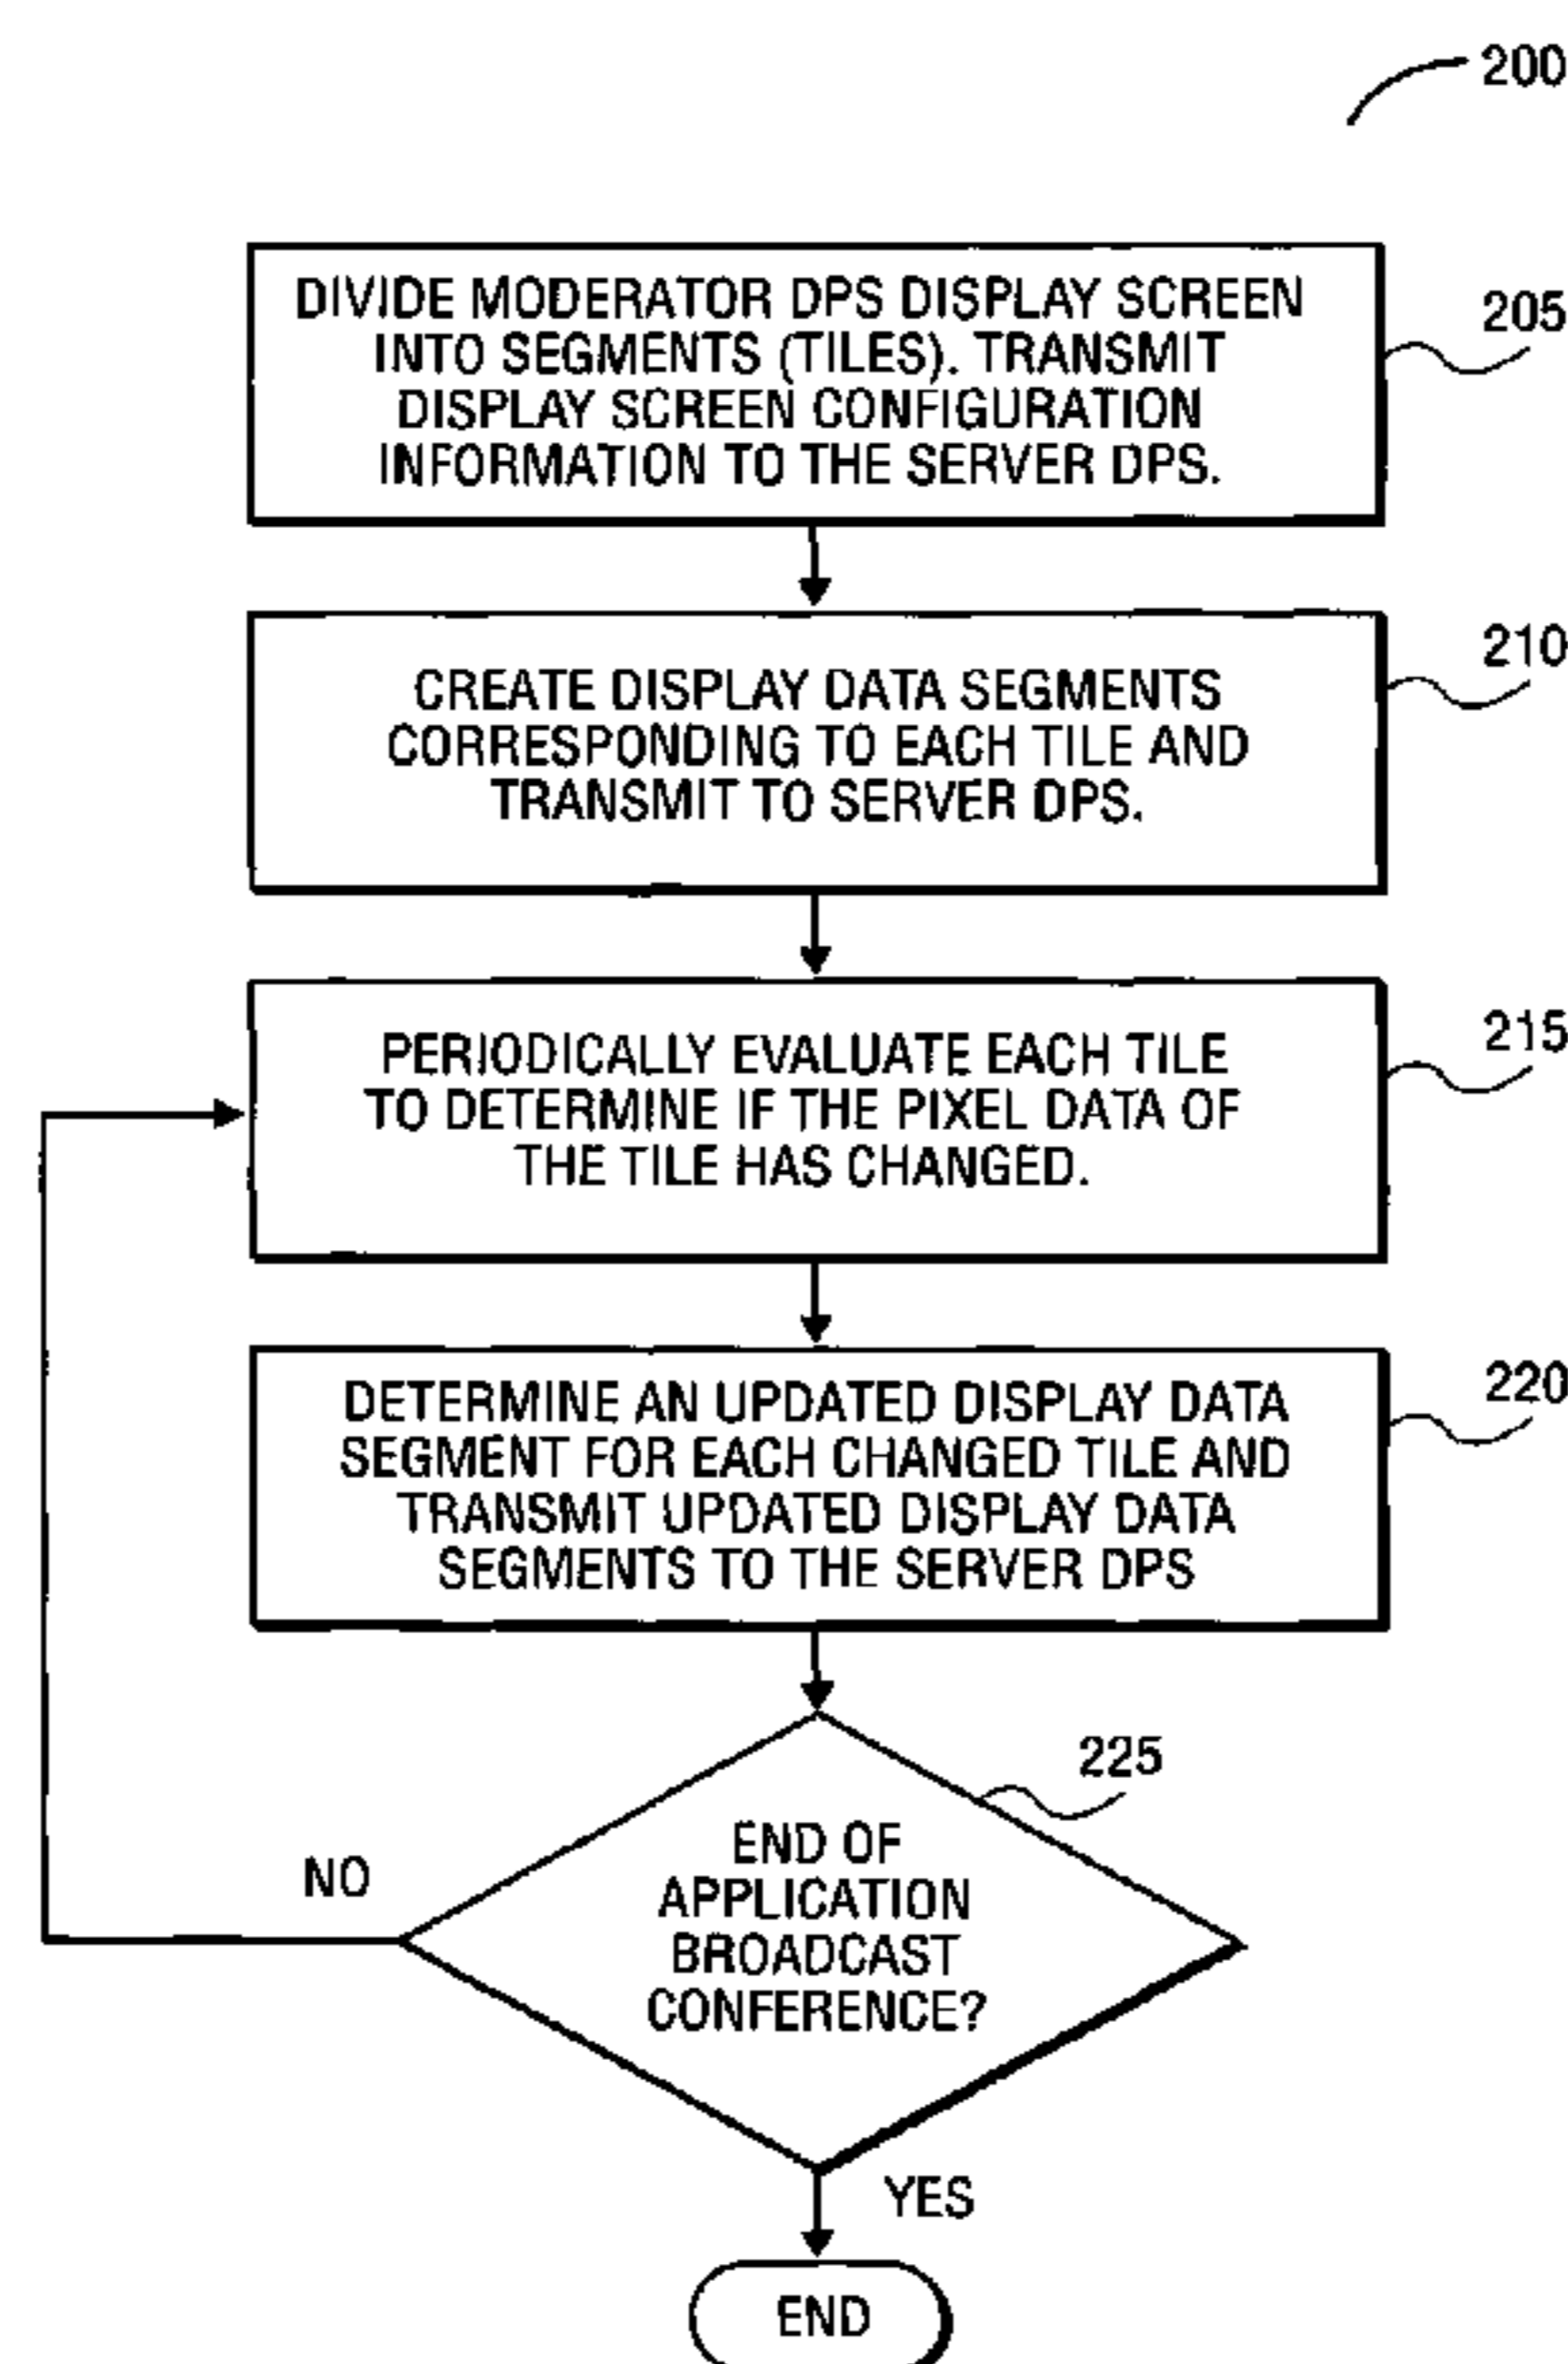 200
DIVIDE MODERATOR DPS DISPLAY SCREEN
INTO SEGMENTS (TILES). TRANSMIT
DISPLAY SCREEN CONFIGURATION
INFORMATION TO THE SERVER DPS.
205
CREATE DISPLAY DATA SEGMENTS
CORRESPONDING TO EACH TILE AND
TRANSMIT TO SERVER DPS.
210
PERIODICALLY EVALUATE EACH TILE
TO DETERMINE IF THE PIXEL DATA OF
THE TILE HAS CHANGED.
215
DETERMINE AN UPDATED DISPLAY DATA
SEGMENT FOR EACH CHANGED TILE AND
TRANSMIT UPDATED DISPLAY DATA
SEGMENTS TO THE SERVER DPS
220
225
END OF
APPLICATION
BROADCAST
CONFERENCE?
NO
YES
END